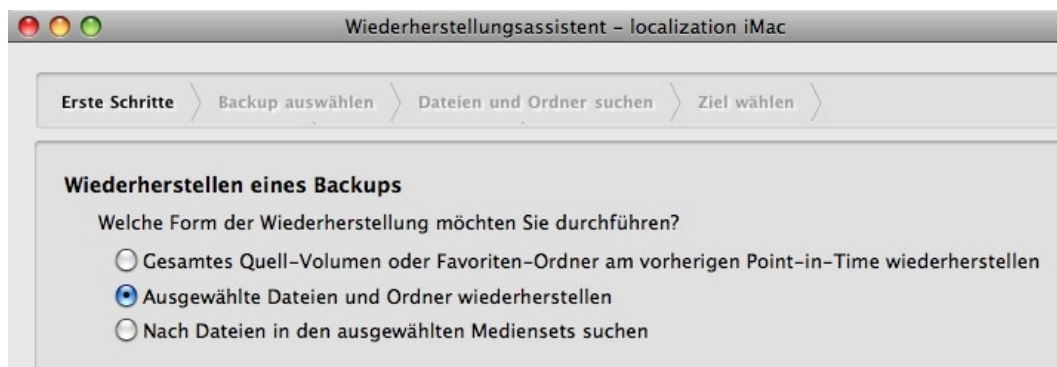 Wiederherstellungsassistent – localization iMac
Erste Schritte Backup auswählen Dateien und Ordner suchen Ziel wählen
Wiederherstellen eines Backups
Welche Form der Wiederherstellung möchten Sie durchführen?
Gesamtes Quell-Volumen oder Favoriten-Ordner am vorherigen Point-in-Time wiederherstellen
Ausgewählte Dateien und Ordner wiederherstellen
Nach Dateien in den ausgewählten Mediensets suchen